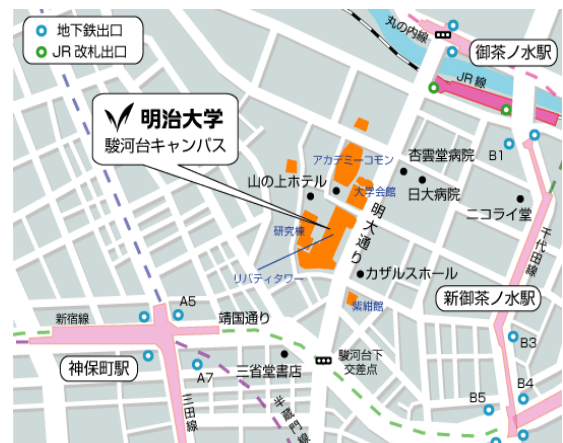 地下鉄出口
JR 改札出口
丸の内線
御茶ノ水駅
JR 線
明治大学
駿河台キャンパス
アカデミーコモン
杏雲堂病院
B1
山の上ホテル
大学会館
日大病院
ニコライ堂
研究棟
明大通り
千代田線
リバティタワー
カザルスホール
新御茶ノ水駅
紫紺館
A5
新宿線
靖国通り
B3
神保町駅
A7
三省堂書店
駿河台下
交差点
B4
B5
三田線
半蔵門線